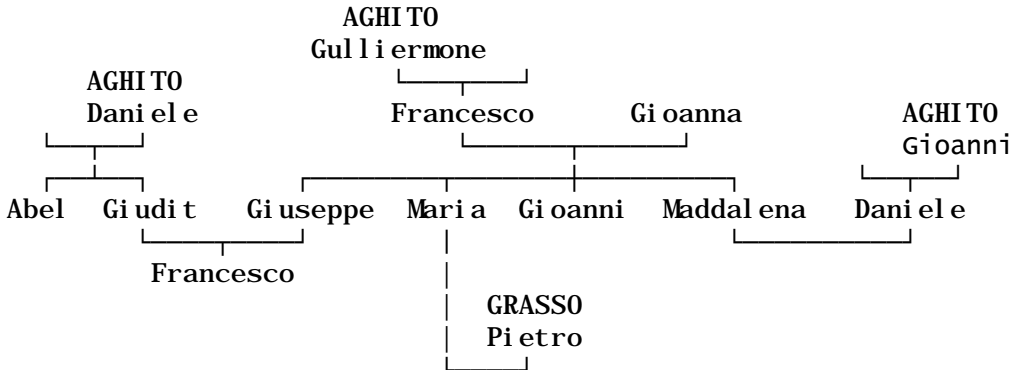 AGHITO
Gulliermone
AGHITO
Daniele Francesco Gioanna AGHITO
Gioanni
Abel Giudit Giuseppe Maria Gioanni Maddalena Daniele
Francesco
GRASSO
Pietro